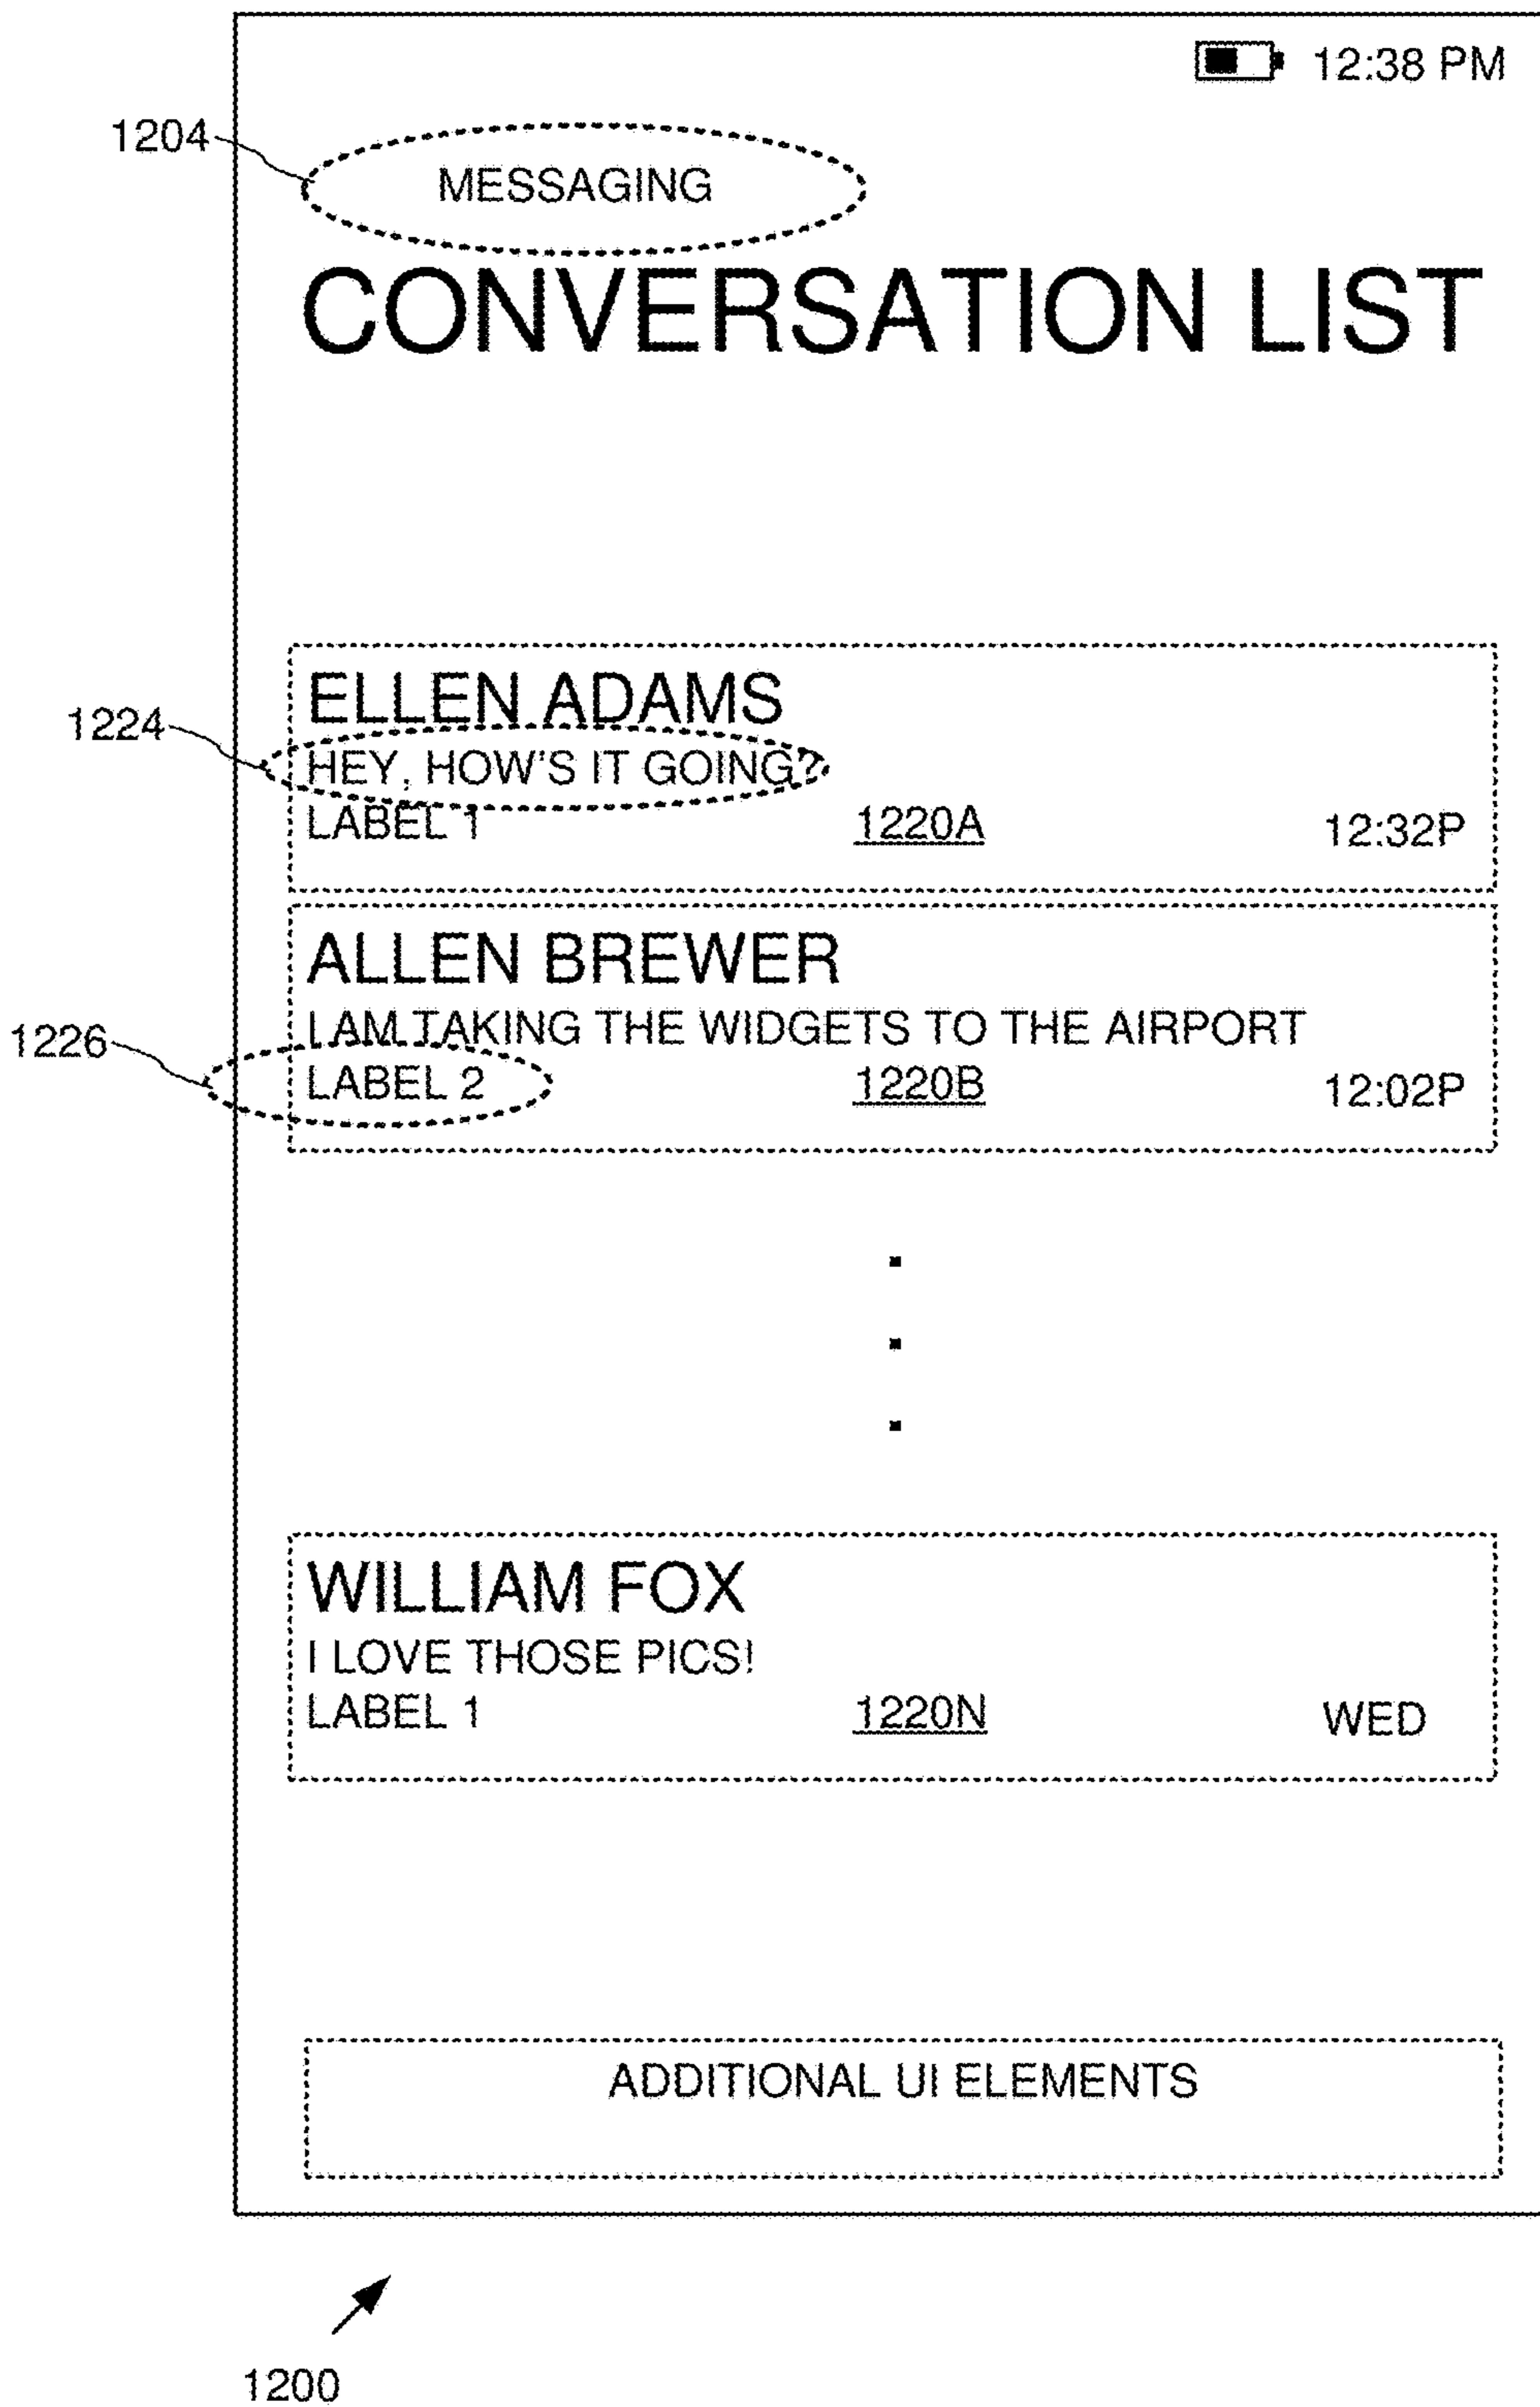 12:38 PM
1204
MESSAGING
CONVERSATION LIST
ELLEN ADAMS
1224
HEY, HOW'S IT GOING?
LABEL 1 1220A 12:32P
ALLEN BREWER
I AM TAKING THE WIDGETS TO THE AIRPORT
1226
LABEL 2 1220B 12:02P
WILLIAM FOX
I LOVE THOSE PICS!
LABEL 1 1220N WED
ADDITIONAL UI ELEMENTS
1200